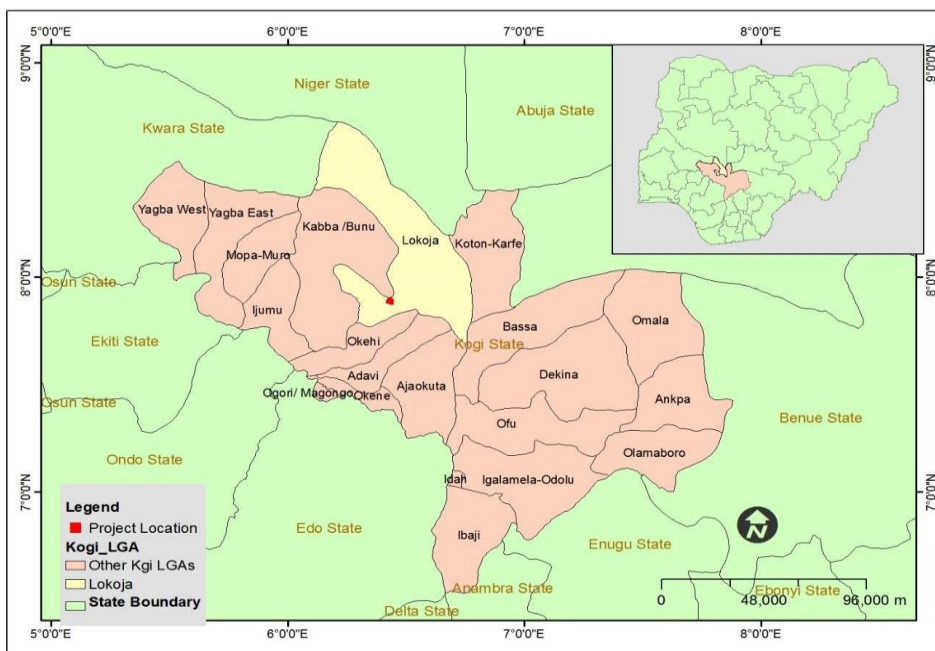 5°0'0"E
6°0'0"E
7°0'0"E
8°0'0"E
9°0'0"N
9°0'0"N
Niger State
Abuja State
Kwara State
Yagba West
Yagba East
Kabba /Bunu
Lokoja
Koton-Karfe
Mopa-Muro
8°0'0"N
8°0'0"N
Osun State
Ijumu
Bassa
Omala
Ekiti State
Okehi
Kogi State
Adavi
Dekina
Ajaokuta
Ogori/ Magongo
Okene
Osun State
Ankpa
Benue State
Ofu
Ondo State
Olamaboro
Idah
Igalamela-Odolu
7°0'0"N
7°0'0"N
Legend
Project Location
Kogi_LGA
Other Kgi LGAs
Lokoja
State Boundary
Edo State
Ibaji
Enugu State
N
Anambra State
Ebonyi State
Delta State
0
48,000
96,000 m
5°0'0"E
6°0'0"E
7°0'0"E
8°0'0"E